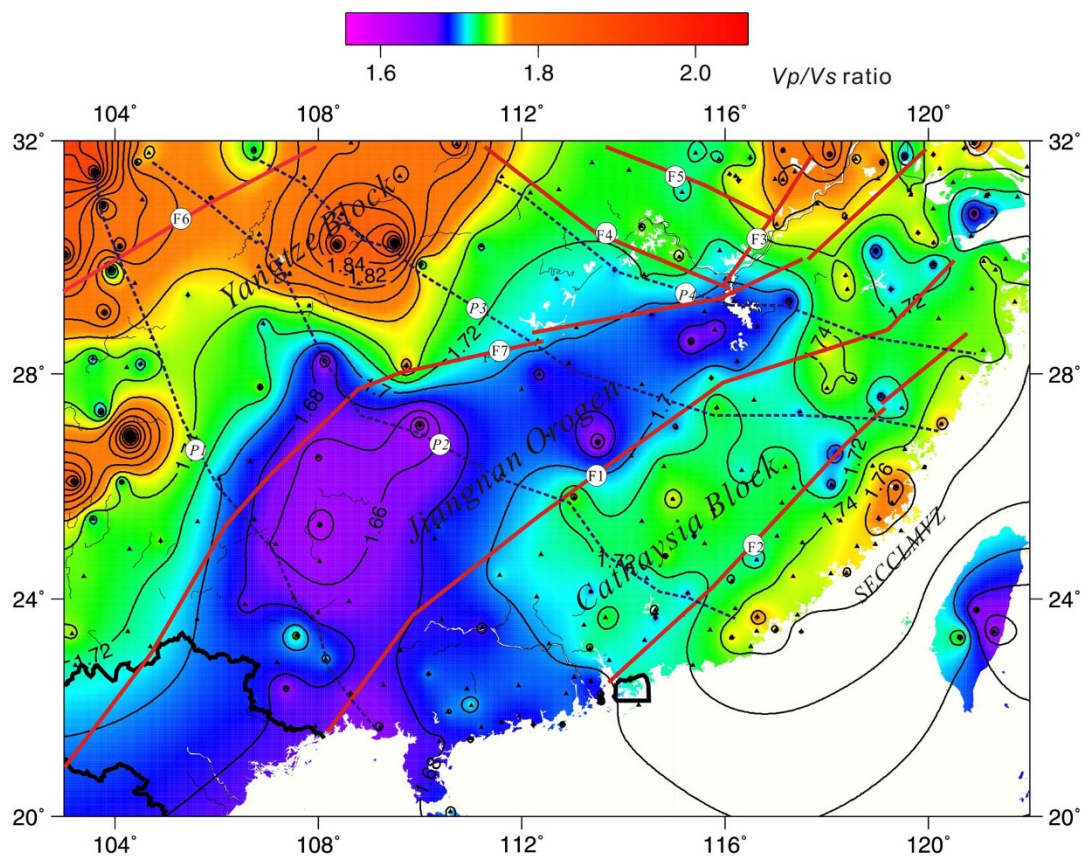 1.6 1.8 2.0
Vp/Vs ratio
104° 108° 112° 116° 120°
32° 32°
F5
F6
Yangtze Block
F4
F3
1.84
1.82
P3
P4
1.72
1.72
F7
28° 28°
1.68
1.7
P1
P2
Jiangnan Orogen
F1
1.72
1.76
1.66
1.74
Cathaysia Block
F2
SECCLMVZ
24° 24°
1.72
1.68
20° 20°
104° 108° 112° 116° 120°